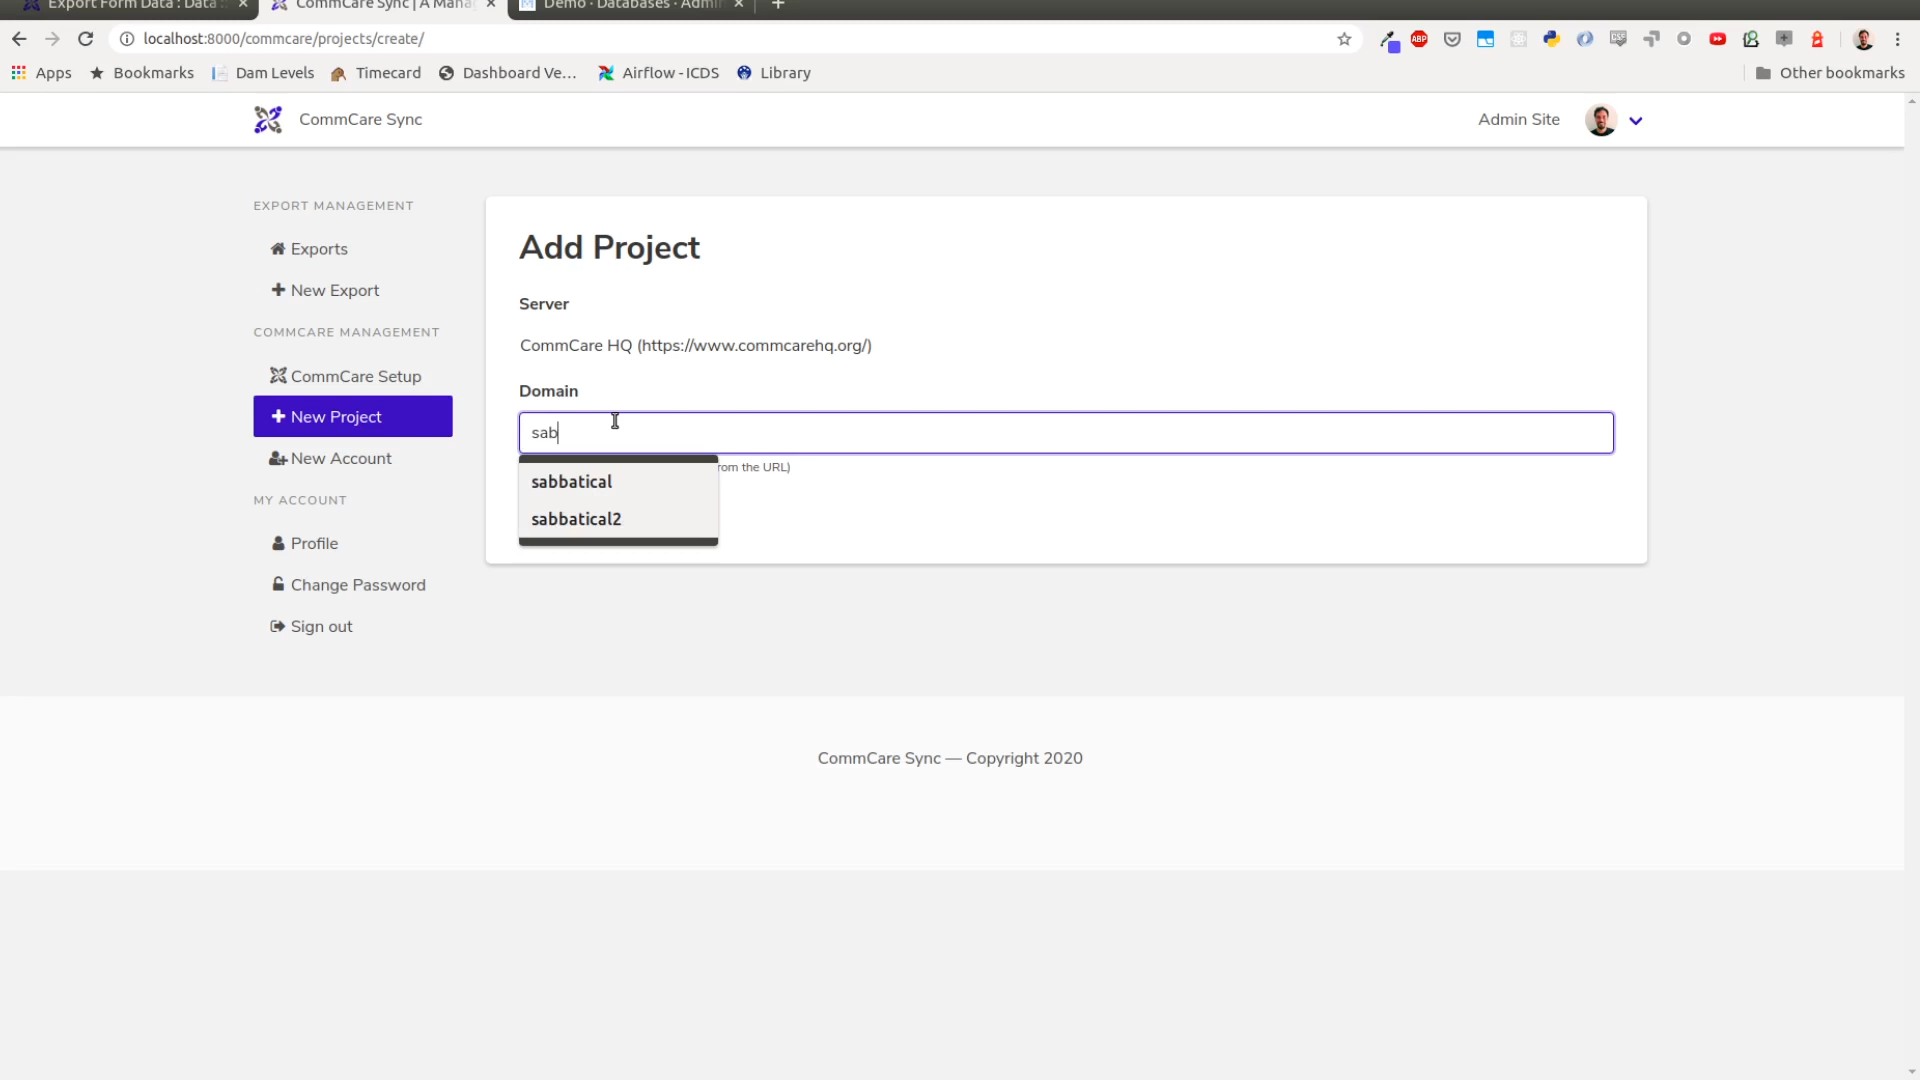 Export Form Data : Data :
CommCare Sync | A Mana
Demo · Databases · Admin
localhost:8000/commcare/projects/create/
ABP
CSS
Apps
Bookmarks
Dam Levels
Timecard
Dashboard Ve...
Airflow - ICDS
Library
Other bookmarks
CommCare Sync
Admin Site
EXPORT MANAGEMENT
Exports
New Export
COMMCARE MANAGEMENT
CommCare Setup
New Project
New Account
MY ACCOUNT
Profile
Change Password
Sign out
Add Project
Server
CommCare HQ (https://www.commcarehq.org/)
Domain
sab
rom the URL)
sabbatical
sabbatical2
CommCare Sync — Copyright 2020